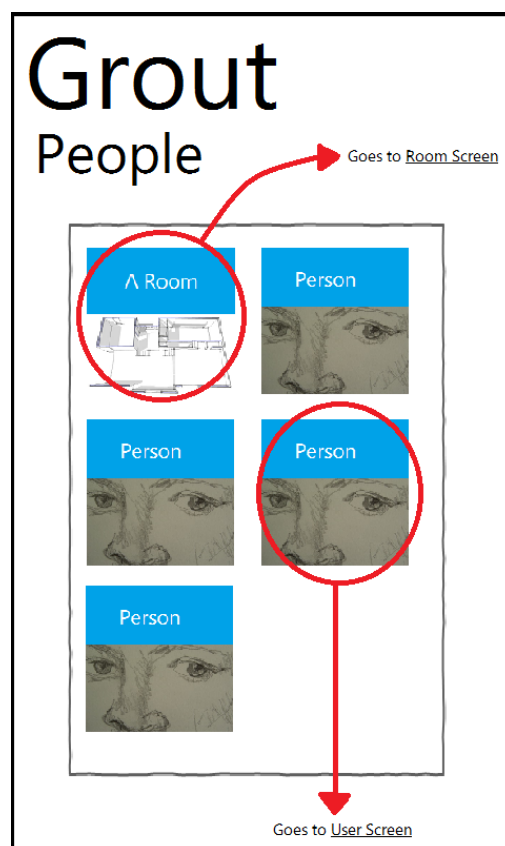 Grout
People
Goes to Room Screen
A Room
Person
Person
Person
Person
Goes to User Screen